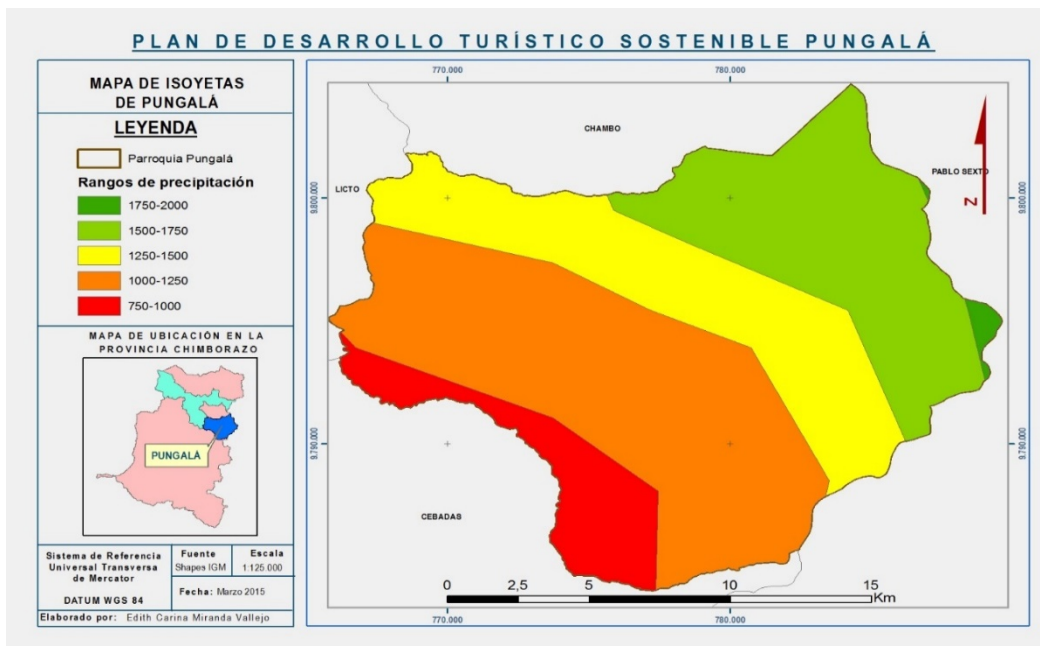 PLAN DE DESARROLLO TURÍSTICO SOSTENIBLE PUNGALÁ
MAPA DE ISOYETAS
DE PUNGALÁ
LEYENDA
Parroquia Pungalá
Rangos de precipitación
1750-2000
1500-1750
1250-1500
1000-1250
750-1000
MAPA DE UBICACIÓN EN LA
PROVINCIA CHIMBORAZO
PUNGALÁ
Sistema de Referencia
Universal Transversa
de Mercator
DATUM WGS 84
Fuente
Shapes IGM
Escala
1:125 000
Fecha: Marzo 2015
Elaborado por: Edith Carina Miranda Vallejo
770.000
780.000
9.800.000
9.800.000
CHAMBO
LICTO
PABLO SEXTO
N
9.790.000
9.790.000
CEBADAS
0
2,5
5
10
15
Km
770.000
780.000